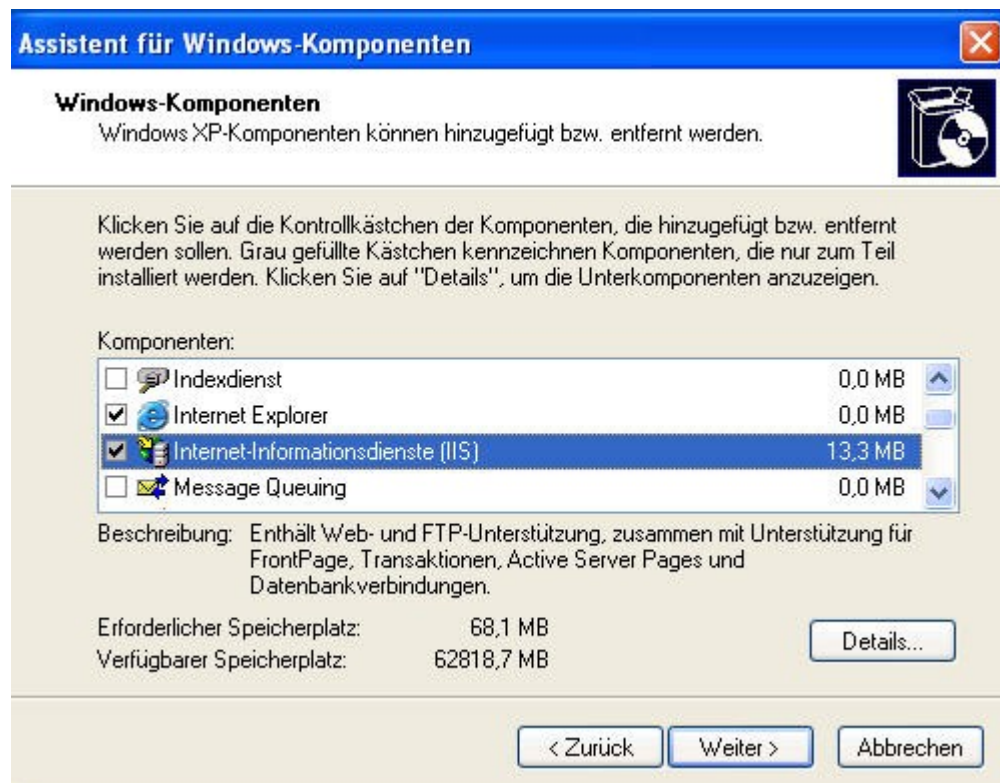 Assistent für Windows-Komponenten
Windows-Komponenten
Windows XP-Komponenten können hinzugefügt bzw. entfernt werden.
Klicken Sie auf die Kontrollkästchen der Komponenten, die hinzugefügt bzw. entfernt
werden sollen. Grau gefüllte Kästchen kennzeichnen Komponenten, die nur zum Teil
installiert werden. Klicken Sie auf "Details", um die Unterkomponenten anzuzeigen.
Komponenten:
Indexdienst 0,0 MB
Internet Explorer 0,0 MB
Internet-Informationsdienste (IIS) 13,3 MB
Message Queuing 0,0 MB
Beschreibung: Enthält Web- und FTP-Unterstützung, zusammen mit Unterstützung für
FrontPage, Transaktionen, Active Server Pages und
Datenbankverbindungen.
Erforderlicher Speicherplatz: 68,1 MB
Verfügbarer Speicherplatz: 62818,7 MB
Details...
< Zurück Weiter > Abbrechen